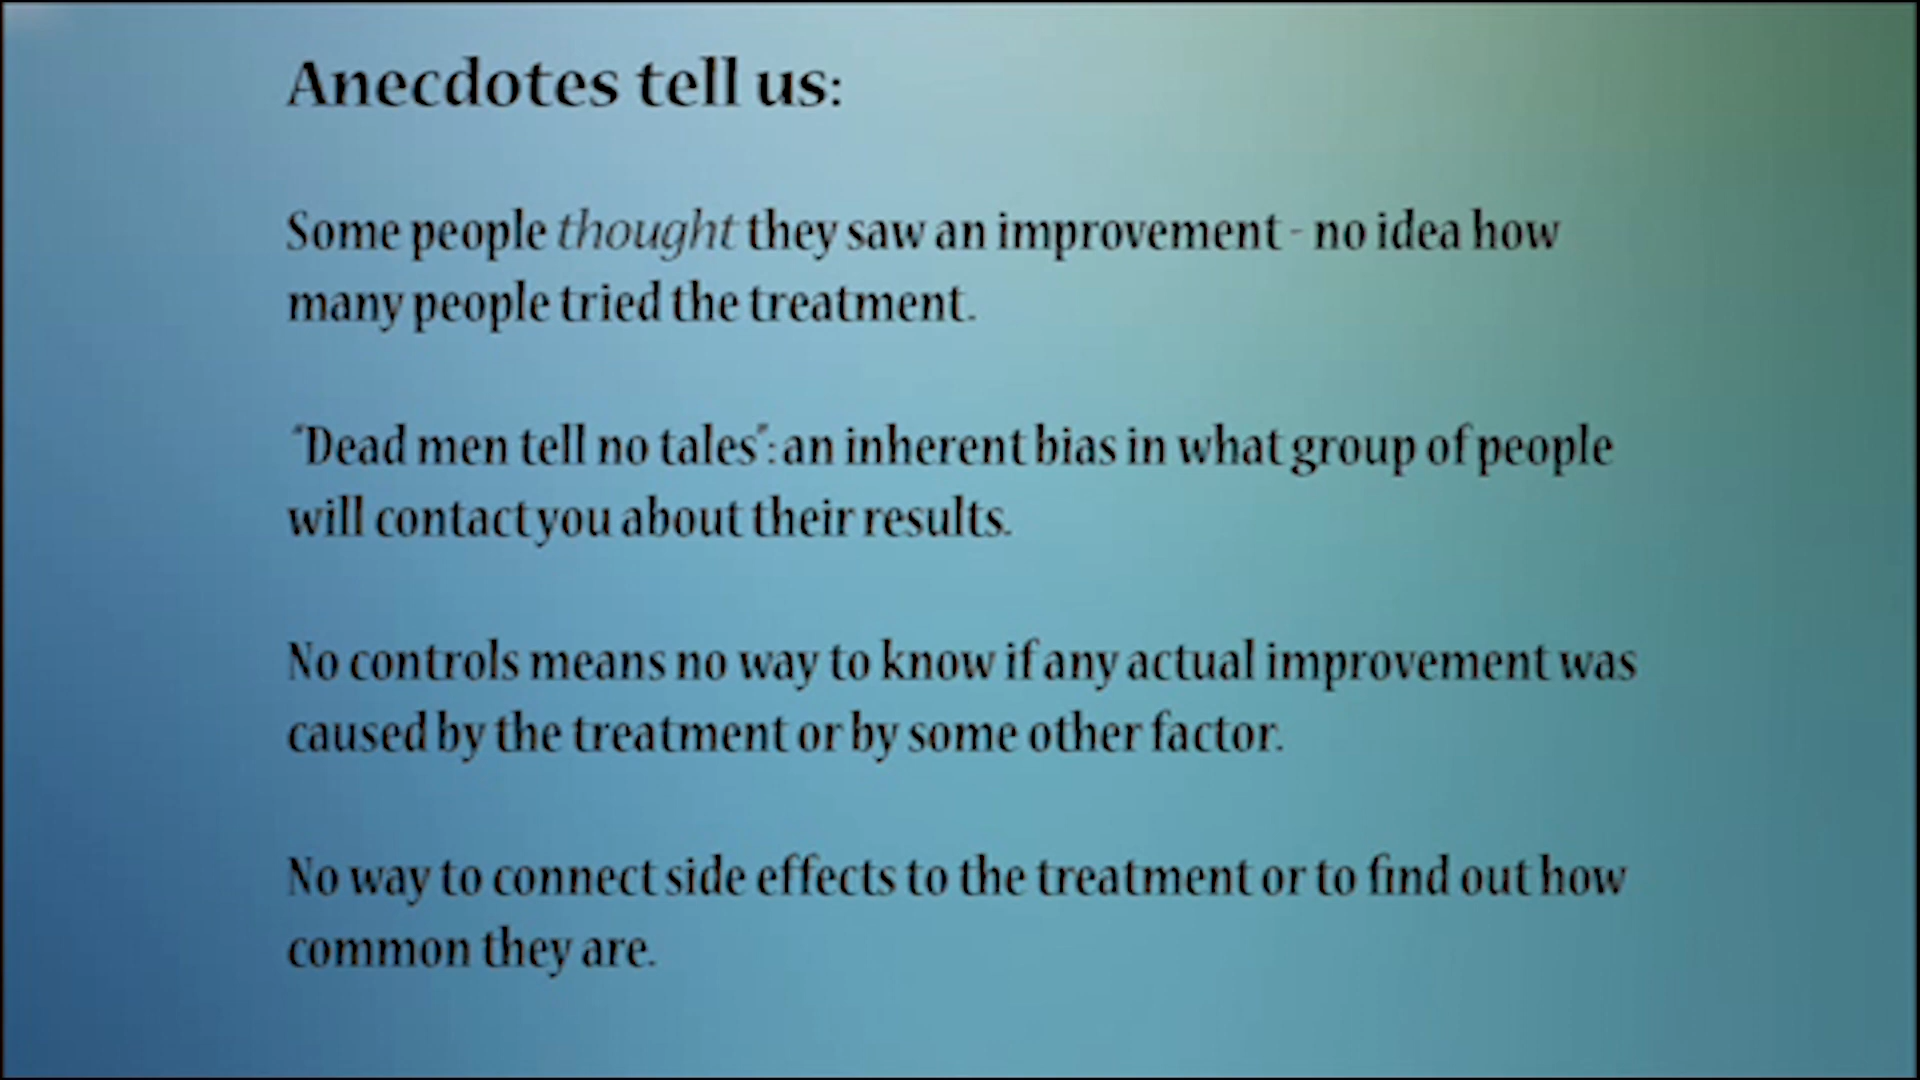 Anecdotes tell us:
Some people thought they saw an improvement - no idea how
many people tried the treatment.
"Dead men tell no tales": an inherent bias in what group of people
will contact you about their results.
No controls means no way to know if any actual improvement was
caused by the treatment or by some other factor.
No way to connect side effects to the treatment or to find out how
common they are.